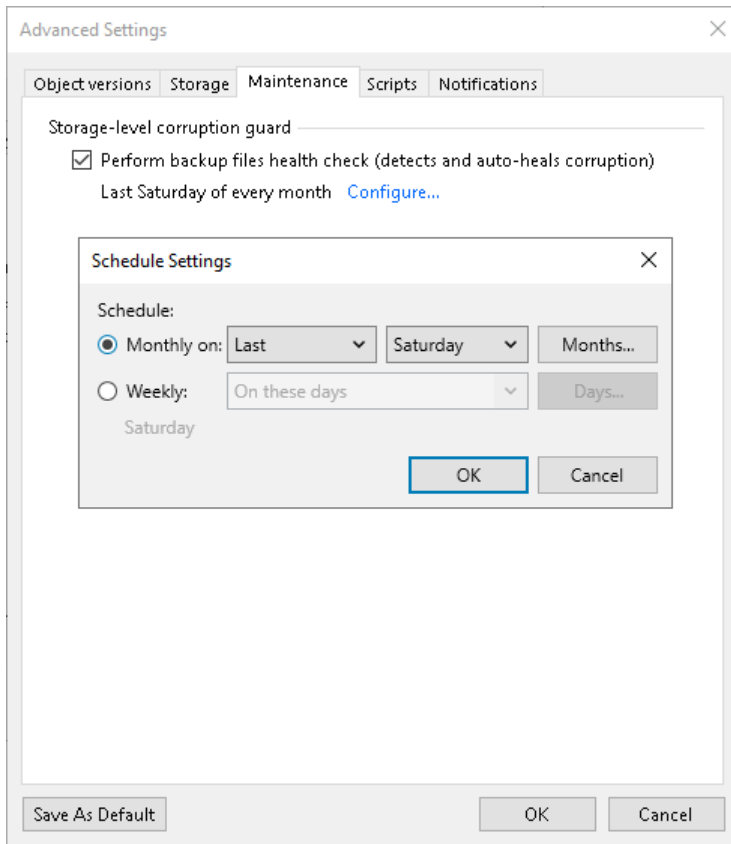 Advanced Settings
Object versions Storage Maintenance Scripts Notifications
Storage-level corruption guard
Perform backup files health check (detects and auto-heals corruption)
Last Saturday of every month Configure...
Schedule Settings
Schedule:
Monthly on: Last Saturday Months...
Weekly: On these days Days...
Saturday
OK Cancel
Save As Default OK Cancel